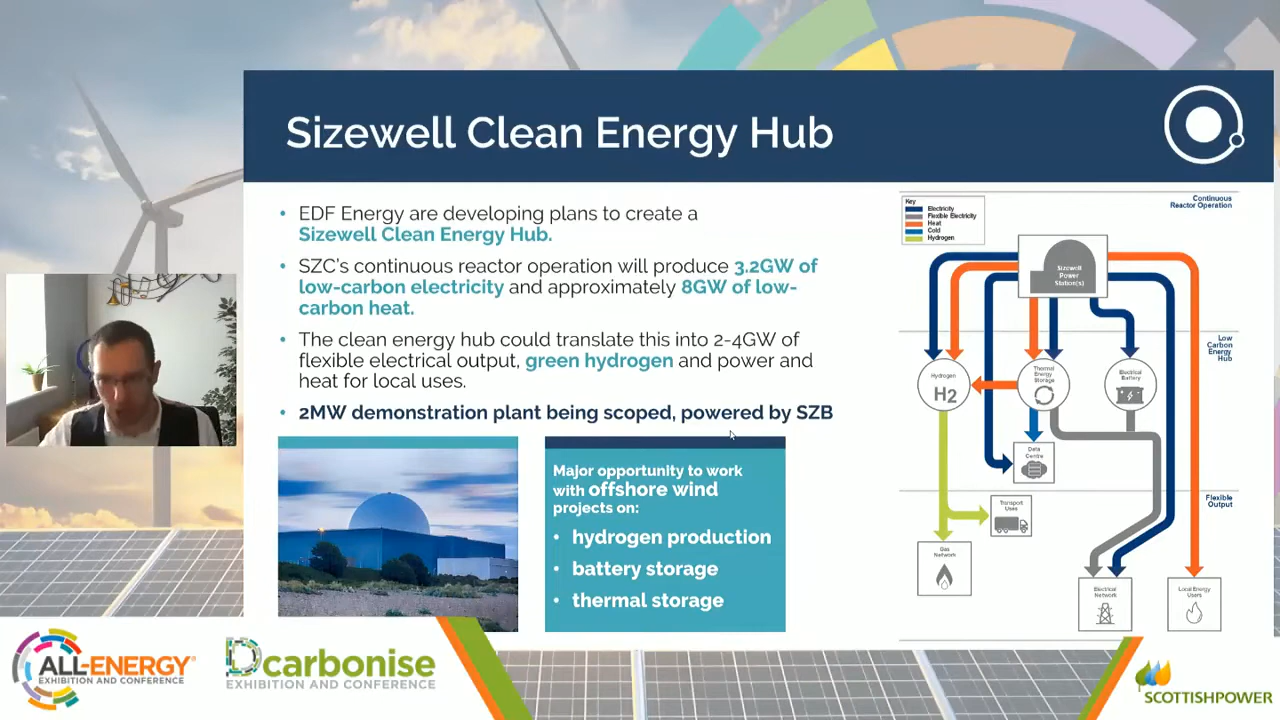 Sizewell Clean Energy Hub
• EDF Energy are developing plans to create a
Sizewell Clean Energy Hub.
• SZC's continuous reactor operation will produce 3.2GW of
low-carbon electricity and approximately 8GW of low-
carbon heat.
• The clean energy hub could translate this into 2-4GW of
flexible electrical output, green hydrogen and power and
heat for local uses.
• 2MW demonstration plant being scoped, powered by SZB
Major opportunity to work
with offshore wind
projects on:
• hydrogen production
• battery storage
• thermal storage
Key
Electricity
Flexible Electricity
Heat
Cold
Hydrogen
Continuous
Reactor Operation
Sizewell
Power
Station(s)
Low
Carbon
Energy
Hub
Hydrogen
H2
Thermal
Energy
Storage
Electrical
Battery
Data
Centre
Flexible
Output
Transport
Uses
Gas
Network
Electrical
Network
Local Energy
Users
ALL-ENERGY®
EXHIBITION AND CONFERENCE
Dcarbonise
EXHIBITION AND CONFERENCE
SCOTTISHPOWER